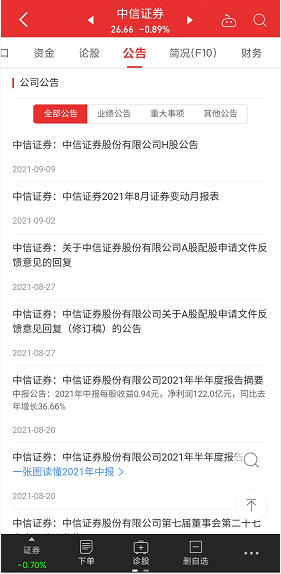 中信证券
26.66 -0.89%
资金 论股 公告 简况(F10) 财务
公司公告
全部公告 业绩公告 重大事项 其他公告
中信证券：中信证券股份有限公司H股公告
2021-09-09
中信证券：中信证券2021年8月证券变动月报表
2021-09-02
中信证券：关于中信证券股份有限公司A股配股申请文件反
馈意见的回复
2021-08-27
中信证券：中信证券股份有限公司关于A股配股申请文件反
馈意见回复（修订稿）的公告
2021-08-27
中信证券：中信证券股份有限公司2021年半年度报告摘要
中报公告：2021年中报每股收益0.94元，净利润122.0亿元，同比去
年增长36.66%
2021-08-20
中信证券：中信证券股份有限公司2021年半年度报告
一张图读懂2021年中报 >
2021-08-20
中信证券：中信证券股份有限公司第七届董事会第二十七
证券 下单 诊股 删自选
-0.70%